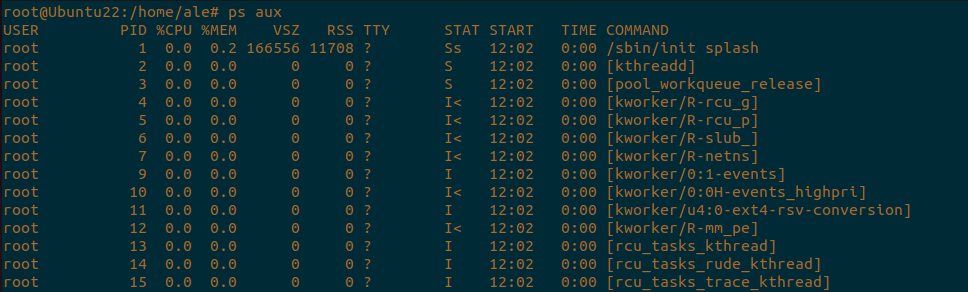 root@Ubuntu22:/home/ale# ps aux
USER         PID %CPU %MEM    VSZ   RSS TTY      STAT START   TIME COMMAND
root           1  0.0  0.2 166556 11708 ?        Ss   12:02   0:00 /sbin/init splash
root           2  0.0  0.0      0     0 ?        S    12:02   0:00 [kthreadd]
root           3  0.0  0.0      0     0 ?        S    12:02   0:00 [pool_workqueue_release]
root           4  0.0  0.0      0     0 ?        I<   12:02   0:00 [kworker/R-rcu_g]
root           5  0.0  0.0      0     0 ?        I<   12:02   0:00 [kworker/R-rcu_p]
root           6  0.0  0.0      0     0 ?        I<   12:02   0:00 [kworker/R-slub_]
root           7  0.0  0.0      0     0 ?        I<   12:02   0:00 [kworker/R-netns]
root           9  0.0  0.0      0     0 ?        I    12:02   0:00 [kworker/0:1-events]
root          10  0.0  0.0      0     0 ?        I<   12:02   0:00 [kworker/0:0H-events_highpri]
root          11  0.0  0.0      0     0 ?        I    12:02   0:00 [kworker/u4:0-ext4-rsv-conversion]
root          12  0.0  0.0      0     0 ?        I<   12:02   0:00 [kworker/R-mm_pe]
root          13  0.0  0.0      0     0 ?        I    12:02   0:00 [rcu_tasks_kthread]
root          14  0.0  0.0      0     0 ?        I    12:02   0:00 [rcu_tasks_rude_kthread]
root          15  0.0  0.0      0     0 ?        I    12:02   0:00 [rcu_tasks_trace_kthread]